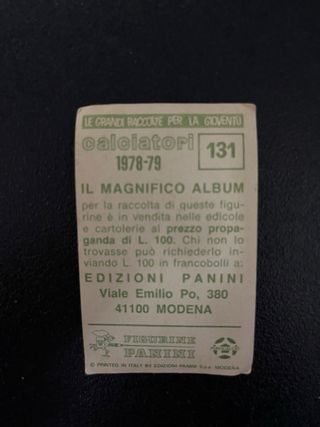 LE GRANDI RACCOLTE PER LA GIOVENTÙ
calciatori
1978-79
131
IL MAGNIFICO ALBUM
per la raccolta di queste figu-
rine è in vendita nelle edicole
e cartolerie al prezzo propa-
ganda di L. 100. Chi non lo
trovasse può richiederlo in-
viando L. 100 in francobolli a:
EDIZIONI PANINI
Viale Emilio Po, 380
41100 MODENA
FIGURINE
PANINI
© PRINTED IN ITALY BY EDIZIONI PANINI S.p.A. MODENA